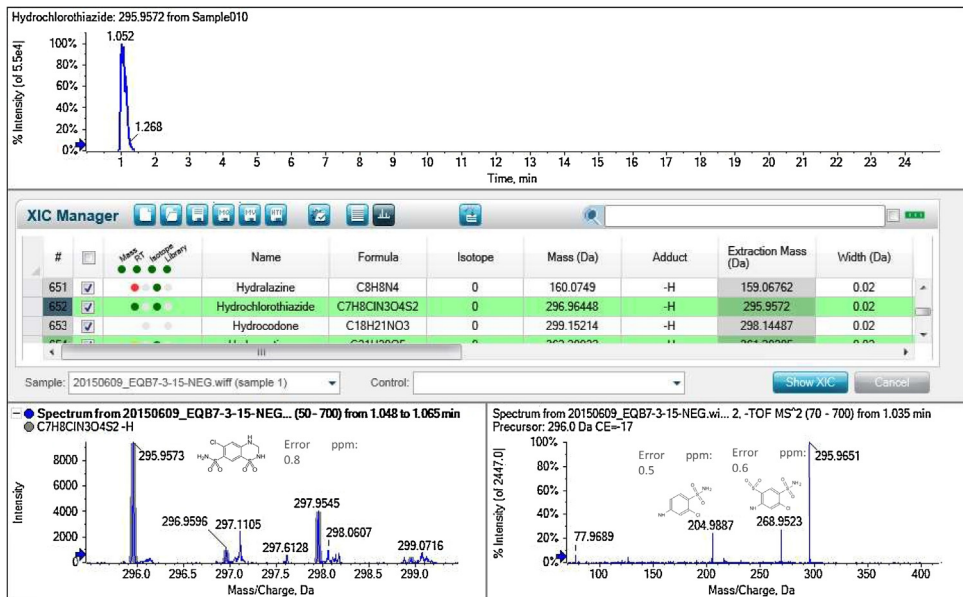 Hydrochlorothiazide: 295.9572 from Sample010
% Intensity [of 5.5e4]
100%
80%
60%
40%
20%
0%
1.052
1.268
1 2 3 4 5 6 7 8 9 10 11 12 13 14 15 16 17 18 19 20 21 22 23 24
Time, min
XIC Manager
MQ MV RTI
# Mass RT Isotope Library Name Formula Isotope Mass (Da) Adduct Extraction Mass (Da) Width (Da)
651 Hydralazine C8H8N4 0 160.0749 -H 159.06762 0.02
652 Hydrochlorothiazide C7H8ClN3O4S2 0 296.96448 -H 295.9572 0.02
653 Hydrocodone C18H21NO3 0 299.15214 -H 298.14487 0.02
Sample: 20150609_EQB7-3-15-NEG.wiff (sample 1) Control: Show XIC Cancel
Spectrum from 20150609_EQB7-3-15-NEG... (50 - 700) from 1.048 to 1.065 min
C7H8ClN3O4S2 -H
Intensity
8000
6000
4000
2000
0
295.9573
Error ppm:
0.8
296.9596
297.1105
297.6128
297.9545
298.0607
299.0716
296.0 296.5 297.0 297.5 298.0 298.5 299.0
Mass/Charge, Da
Spectrum from 20150609_EQB7-3-15-NEG.wi... 2, -TOF MS^2 (70 - 700) from 1.035 min
Precursor: 296.0 Da CE=-17
% Intensity [of 2447.0]
100%
80%
60%
40%
20%
0%
295.9651
Error ppm:
0.5
Error ppm:
0.6
77.9689
204.9887
268.9523
100 150 200 250 300 350 400
Mass/Charge, Da